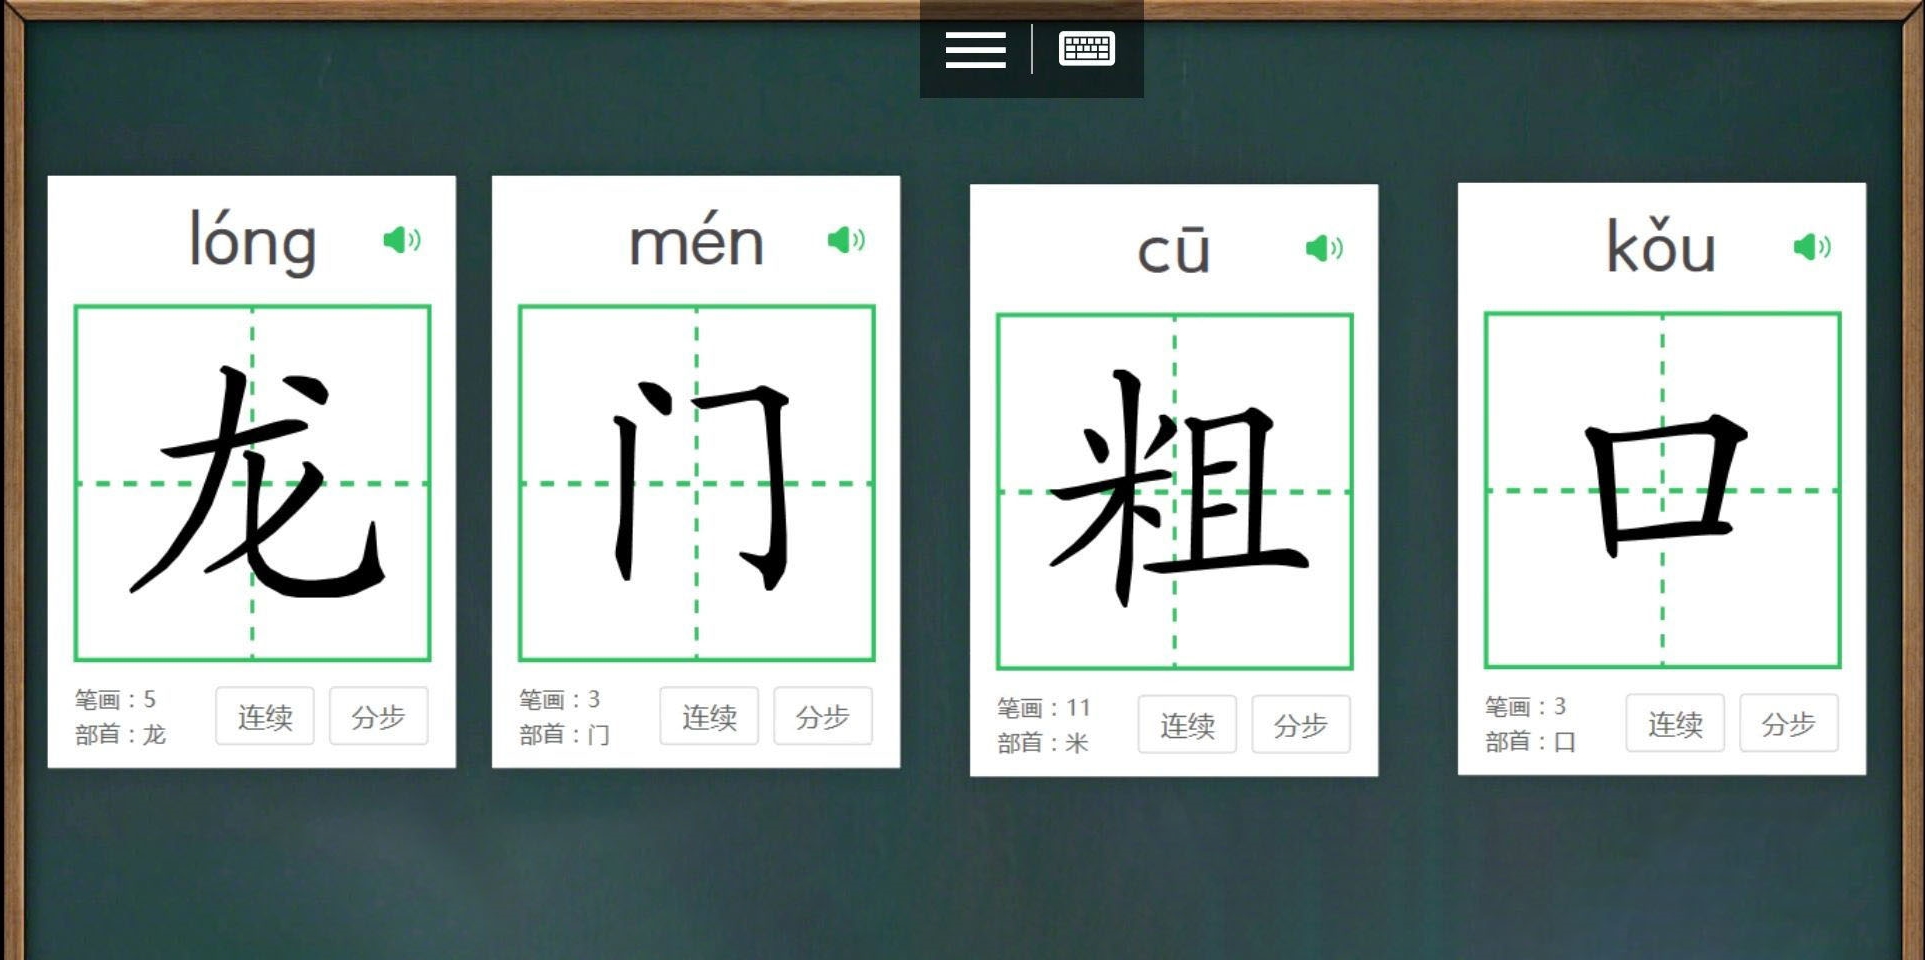 lóng
龙
笔画：5
部首：龙
连续 分步
mén
门
笔画：3
部首：门
连续 分步
cū
粗
笔画：11
部首：米
连续 分步
kǒu
口
笔画：3
部首：口
连续 分步